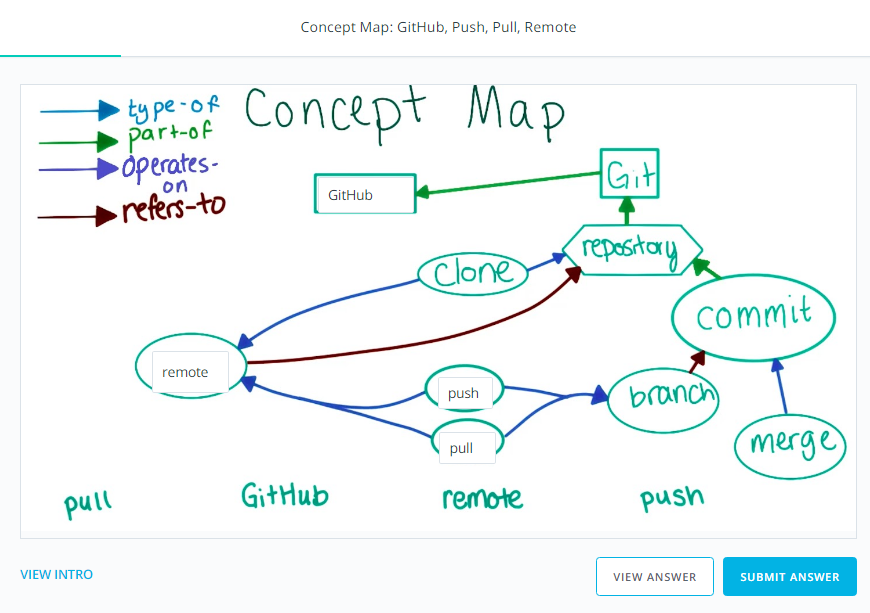 Concept Map: GitHub, Push, Pull, Remote
type-of
Concept Map
part-of
operates-
on
refers-to
Git
GitHub
repository
clone
commit
remote
push
branch
pull
merge
pull GitHub remote push
VIEW INTRO
VIEW ANSWER
SUBMIT ANSWER